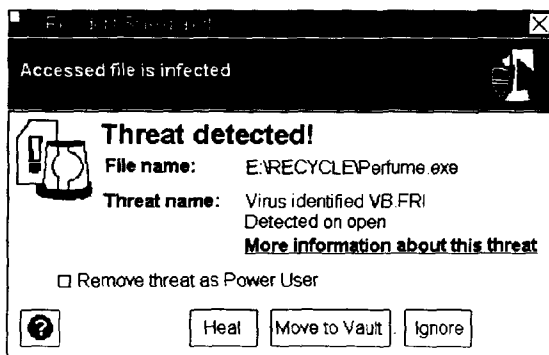 Accessed file is infected
Threat detected!
File name: E:\RECYCLE\Perfume.exe
Threat name: Virus identified VB.FRI
Detected on open
More information about this threat
Remove threat as Power User
Heal Move to Vault Ignore